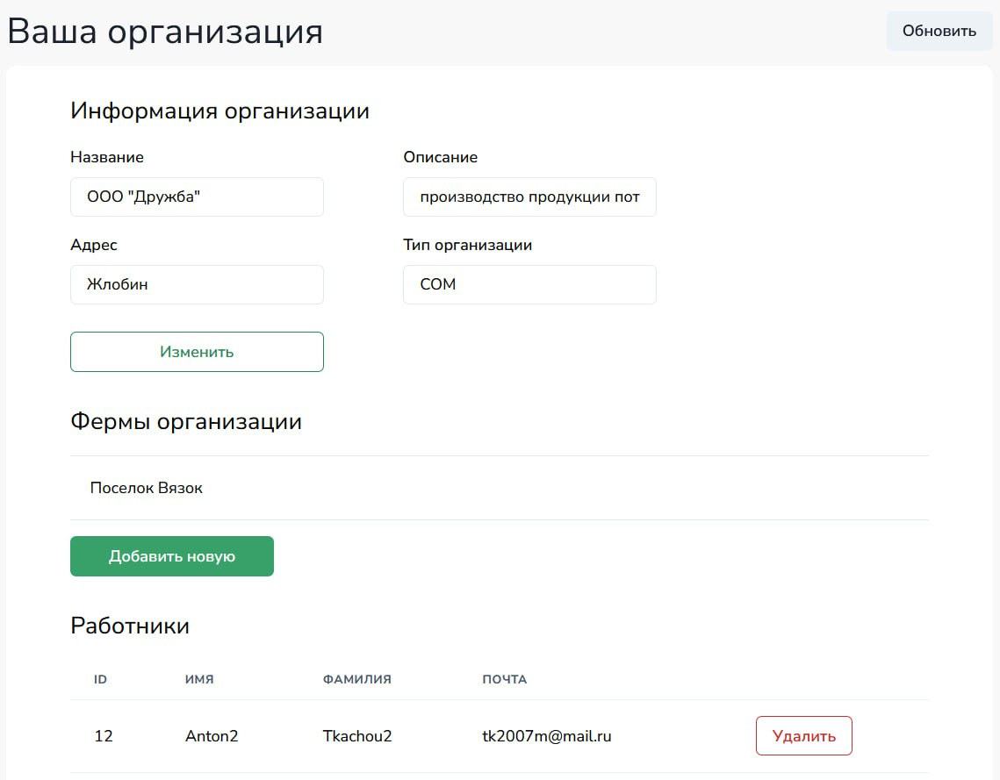 Ваша организация
Обновить
Информация организации
Название
Описание
ООО "Дружба"
производство продукции пот
Адрес
Тип организации
Жлобин
COM
Изменить
Фермы организации
Поселок Вязок
Добавить новую
Работники
ID ИМЯ ФАМИЛИЯ ПОЧТА
12 Anton2 Tkachou2 tk2007m@mail.ru Удалить